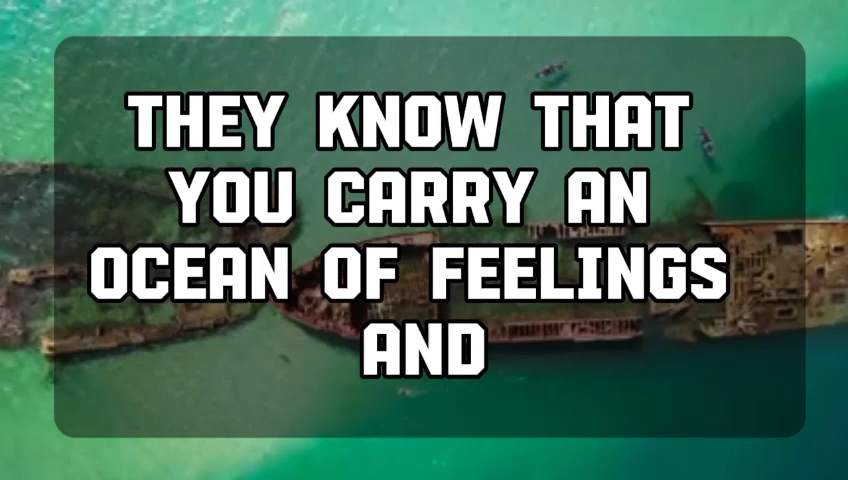 THEY KNOW THAT
YOU CARRY AN
OCEAN OF FEELINGS
AND